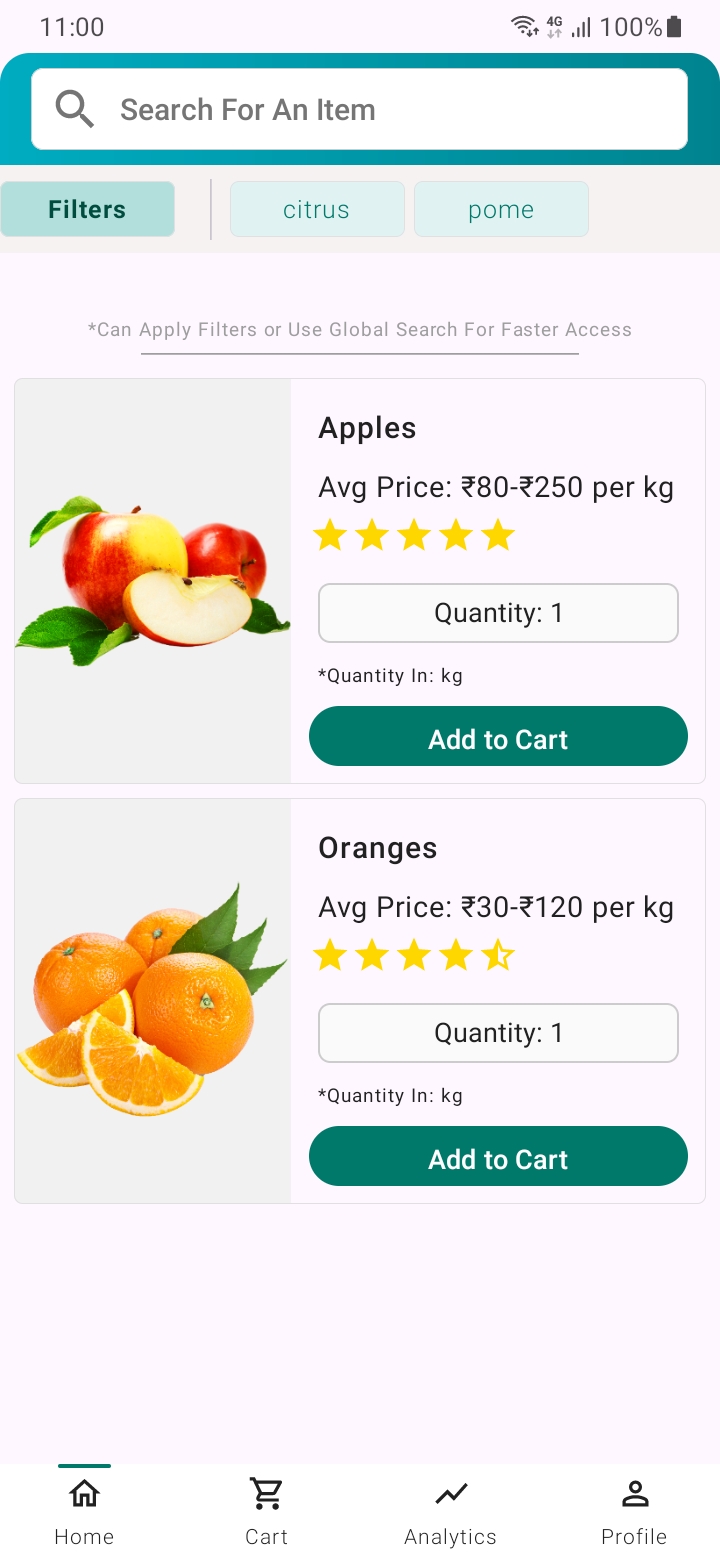 11:00 4G 100%
Search For An Item
Filters citrus pome
*Can Apply Filters or Use Global Search For Faster Access
Apples
Avg Price: ₹80-₹250 per kg
Quantity: 1
*Quantity In: kg
Add to Cart
Oranges
Avg Price: ₹30-₹120 per kg
Quantity: 1
*Quantity In: kg
Add to Cart
Home Cart Analytics Profile